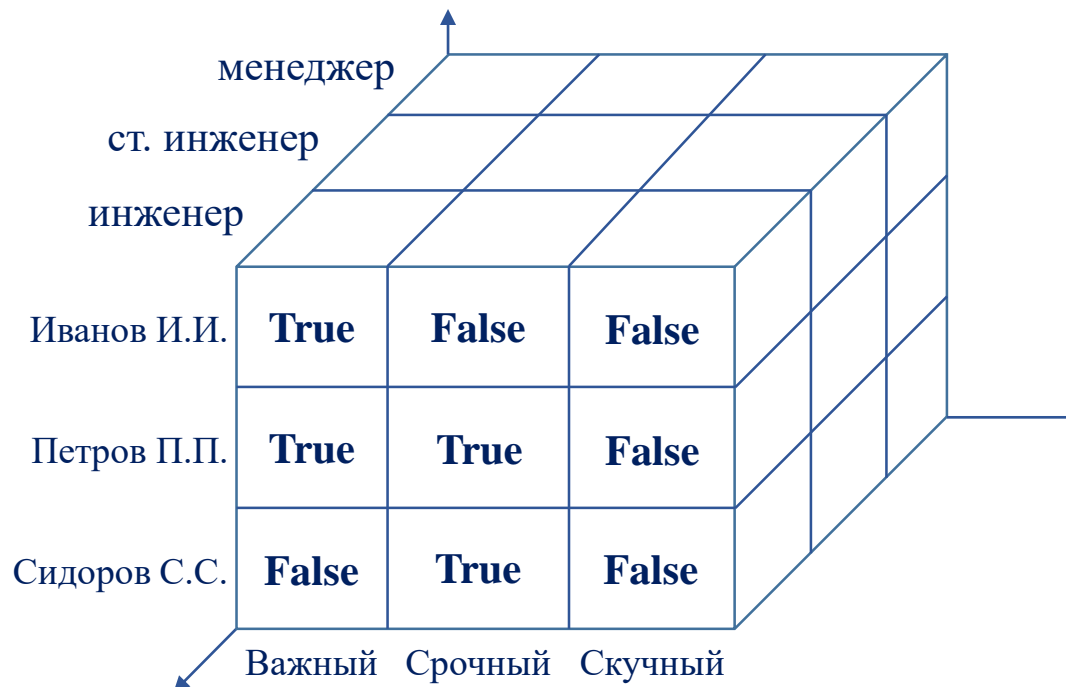 менеджер
ст. инженер
инженер
Иванов И.И. True False False
Петров П.П. True True False
Сидоров С.С. False True False
Важный Срочный Скучный